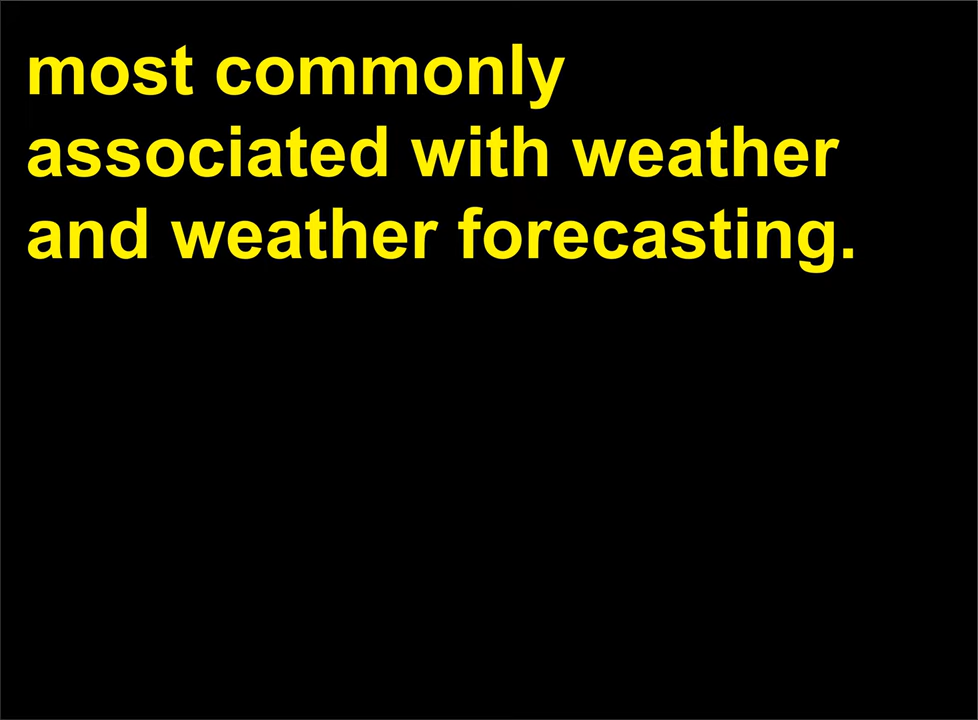 most commonly
associated with weather
and weather forecasting.